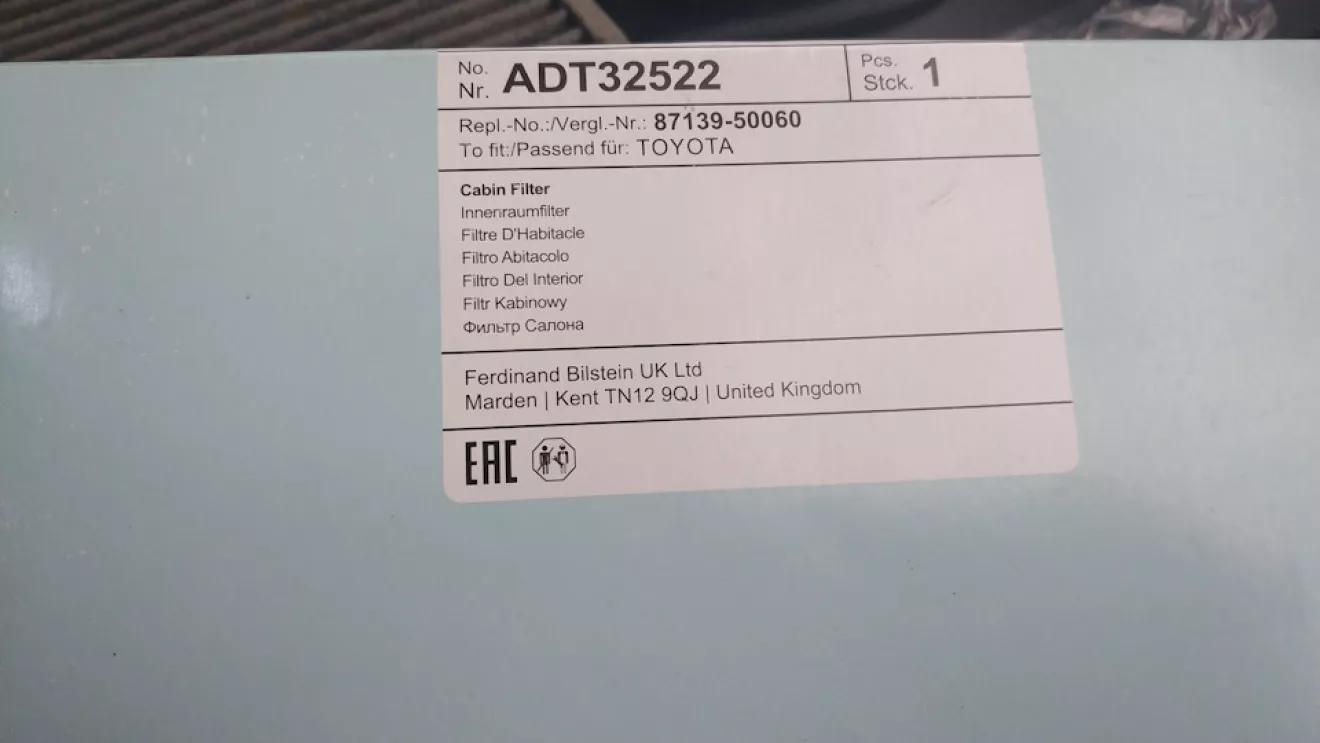 No.
Nr. ADT32522
Pcs.
Stck. 1
Repl.-No.:/Vergl.-Nr.: 87139-50060
To fit:/Passend für: TOYOTA
Cabin Filter
Innenraumfilter
Filtre D'Habitacle
Filtro Abitacolo
Filtro Del Interior
Filtr Kabinowy
Фильтр Салона
Ferdinand Bilstein UK Ltd
Marden | Kent TN12 9QJ | United Kingdom
EAC